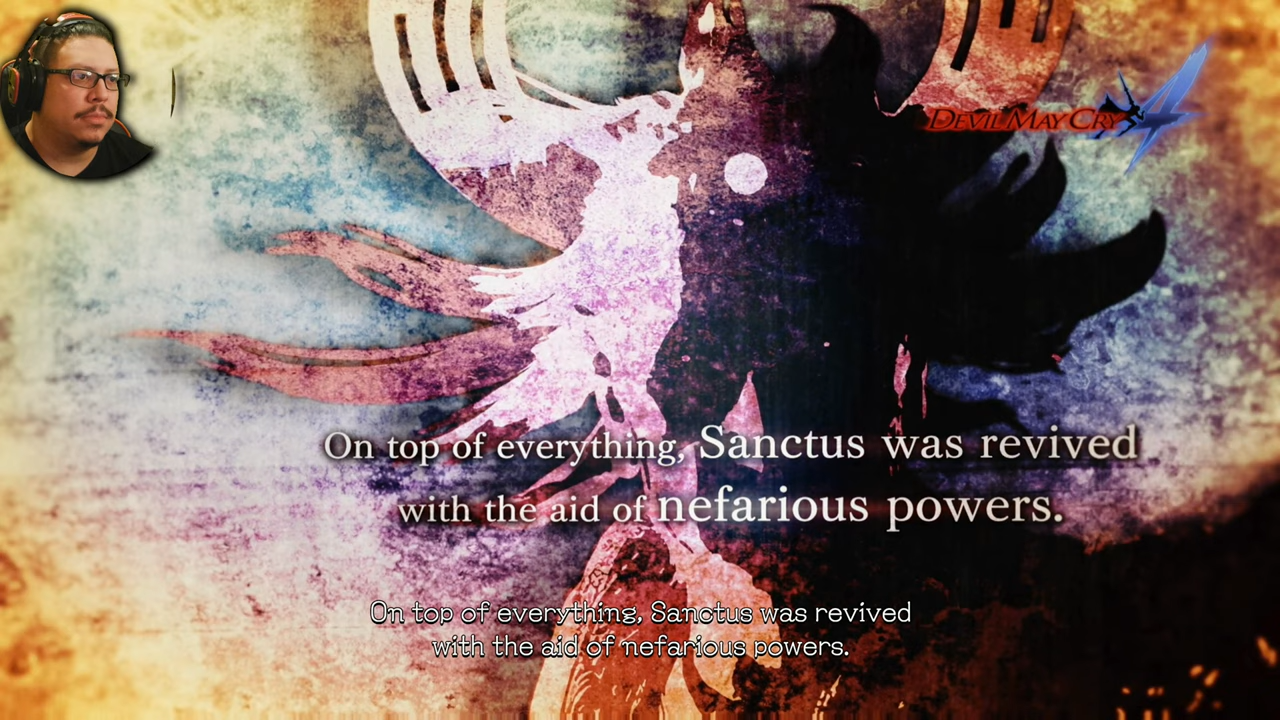 DEVIL MAY CRY 4
On top of everything, Sanctus was revived
with the aid of nefarious powers.
On top of everything, Sanctus was revived
with the aid of nefarious powers.